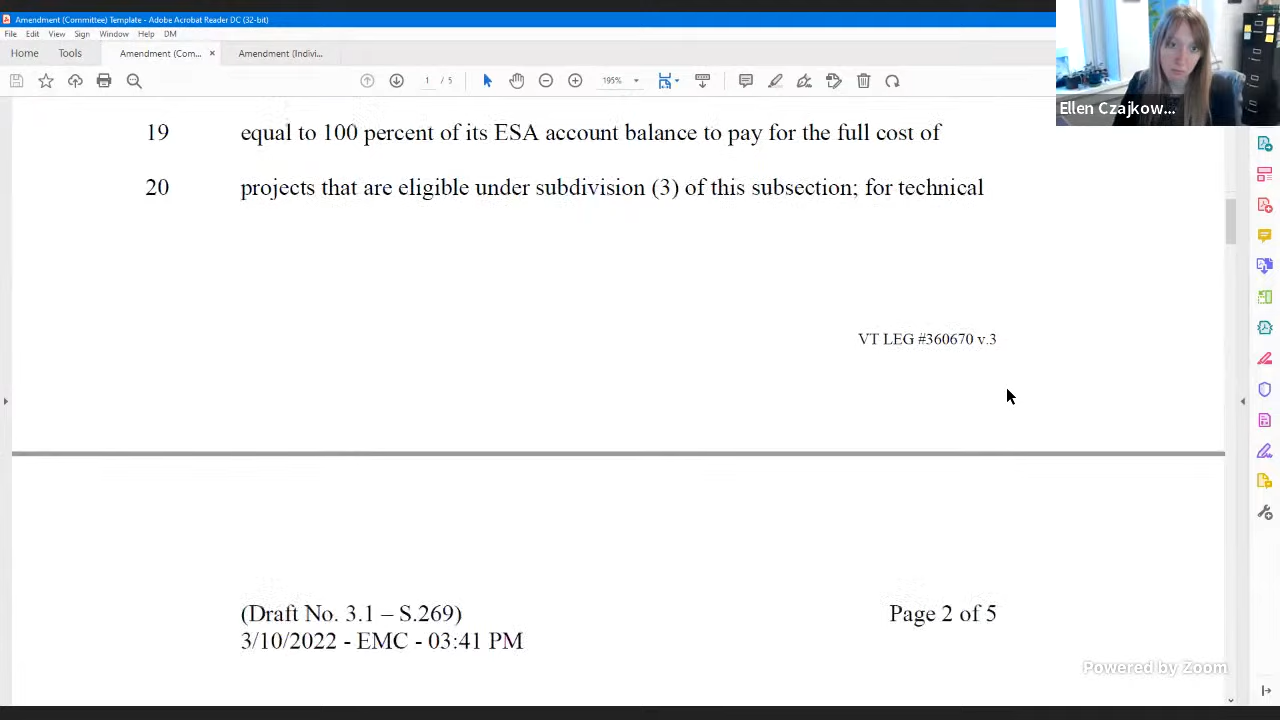 Amendment (Committee) Template - Adobe Acrobat Reader DC (32-bit)
File Edit View Sign Window Help DM
Home Tools Amendment (Com... × Amendment (Indivi...
1 / 5 195%
Ellen Czajkow...
19 equal to 100 percent of its ESA account balance to pay for the full cost of
20 projects that are eligible under subdivision (3) of this subsection; for technical
VT LEG #360670 v.3
(Draft No. 3.1 – S.269) Page 2 of 5
3/10/2022 - EMC - 03:41 PM
Powered by Zoom